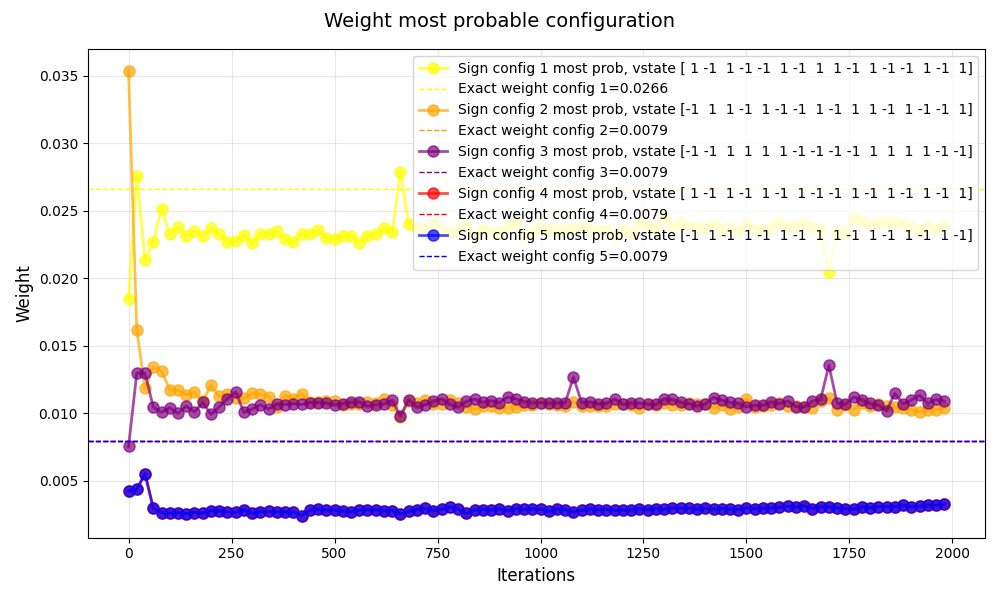 Weight most probable configuration
Sign config 1 most prob, vstate [ 1 -1  1 -1 -1  1 -1  1  1 -1  1 -1 -1  1 -1  1]
Exact weight config 1=0.0266
Sign config 2 most prob, vstate [-1  1  1 -1  1 -1 -1  1 -1  1  1 -1  1 -1 -1  1]
Exact weight config 2=0.0079
Sign config 3 most prob, vstate [-1 -1  1  1  1  1 -1 -1 -1 -1  1  1  1  1 -1 -1]
Exact weight config 3=0.0079
Sign config 4 most prob, vstate [ 1 -1  1 -1  1 -1  1 -1  1 -1  1 -1  1 -1  1 -1]
Exact weight config 4=0.0079
Sign config 5 most prob, vstate [-1  1 -1  1 -1  1 -1  1 -1  1 -1  1 -1  1 -1]
Exact weight config 5=0.0079
0.035
0.030
0.025
0.020
0.015
0.010
0.005
Weight
0
250
500
750
1000
1250
1500
1750
2000
Iterations